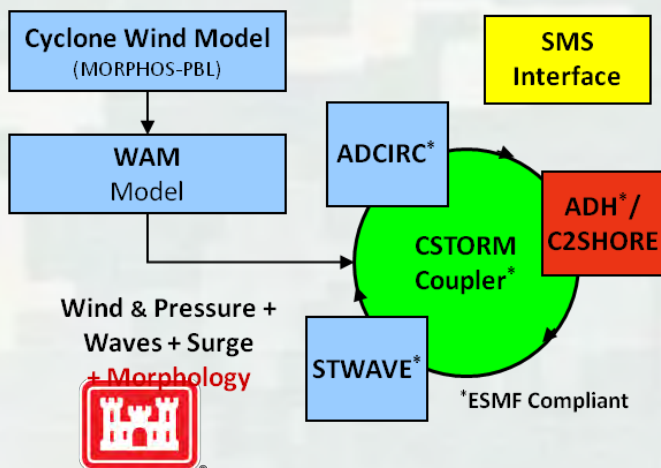 Cyclone Wind Model
(MORPHOS-PBL)
SMS
Interface
WAM
Model
ADCIRC*
ADH*/
C2SHORE
CSTORM
Coupler*
Wind & Pressure +
Waves + Surge
+ Morphology
STWAVE*
*ESMF Compliant
®